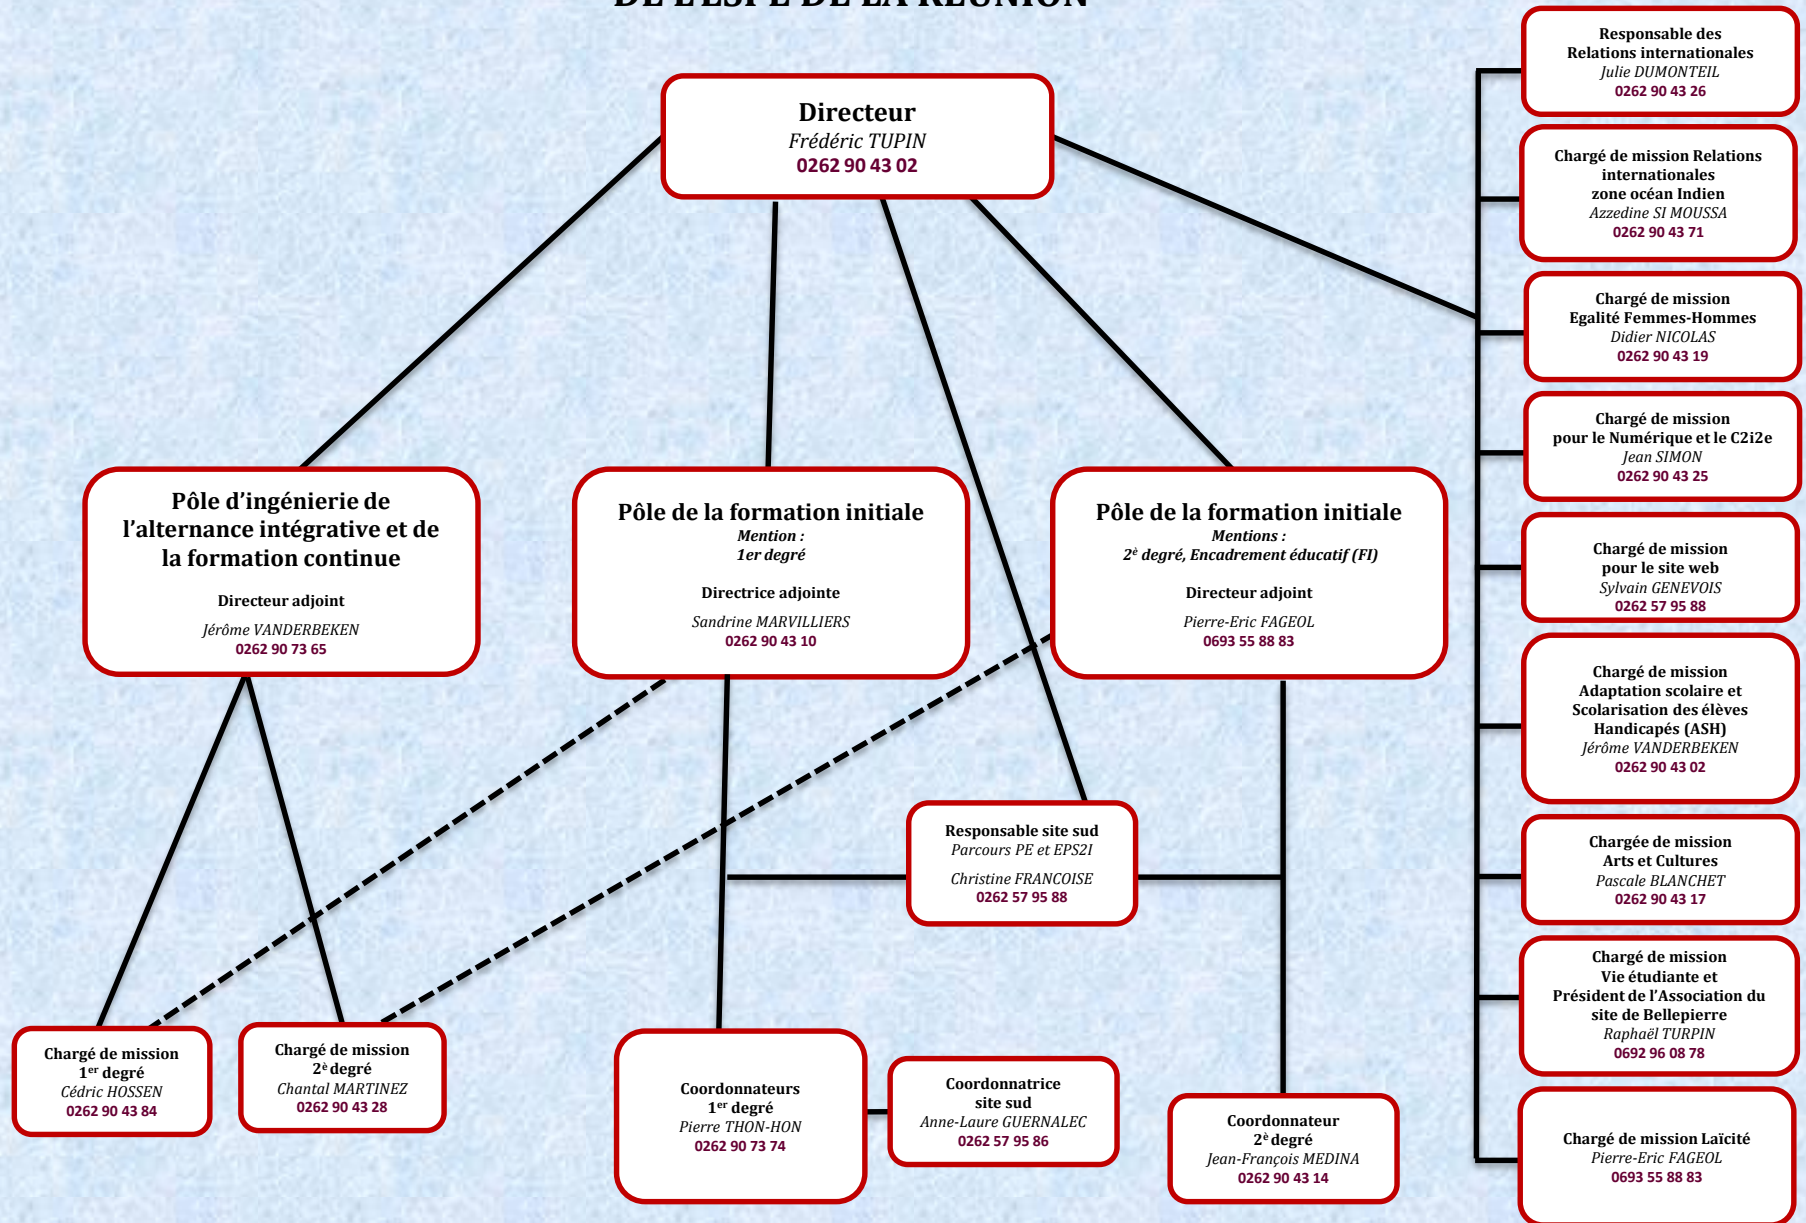 DE L'ESPE DE LA REUNION
Directeur
Frédéric TUPIN
0262 90 43 02
Responsable des
Relations internationales
Julie DUMONTEIL
0262 90 43 26
Chargé de mission Relations
internationales
zone océan Indien
Azzedine SI MOUSSA
0262 90 43 71
Chargé de mission
Egalité Femmes-Hommes
Didier NICOLAS
0262 90 43 19
Chargé de mission
pour le Numérique et le C2i2e
Jean SIMON
0262 90 43 25
Chargé de mission
pour le site web
Sylvain GENEVOIS
0262 57 95 88
Chargé de mission
Adaptation scolaire et
Scolarisation des élèves
Handicapés (ASH)
Jérôme VANDERBEKEN
0262 90 43 02
Chargée de mission
Arts et Cultures
Pascale BLANCHET
0262 90 43 17
Chargé de mission
Vie étudiante et
Président de l'Association du
site de Bellepierre
Raphaël TURPIN
0692 96 08 78
Chargé de mission Laïcité
Pierre-Eric FAGEOL
0693 55 88 83
Pôle d'ingénierie de
l'alternance intégrative et de
la formation continue
Directeur adjoint
Jérôme VANDERBEKEN
0262 90 73 65
Pôle de la formation initiale
Mention :
1er degré
Directrice adjointe
Sandrine MARVILLIERS
0262 90 43 10
Pôle de la formation initiale
Mentions :
2è degré, Encadrement éducatif (FI)
Directeur adjoint
Pierre-Eric FAGEOL
0693 55 88 83
Responsable site sud
Parcours PE et EPS2I
Christine FRANCOISE
0262 57 95 88
Chargé de mission
1er degré
Cédric HOSSEN
0262 90 43 84
Chargé de mission
2è degré
Chantal MARTINEZ
0262 90 43 28
Coordonnateurs
1er degré
Pierre THON-HON
0262 90 73 74
Coordonnatrice
site sud
Anne-Laure GUERNALEC
0262 57 95 86
Coordonnateur
2è degré
Jean-François MEDINA
0262 90 43 14